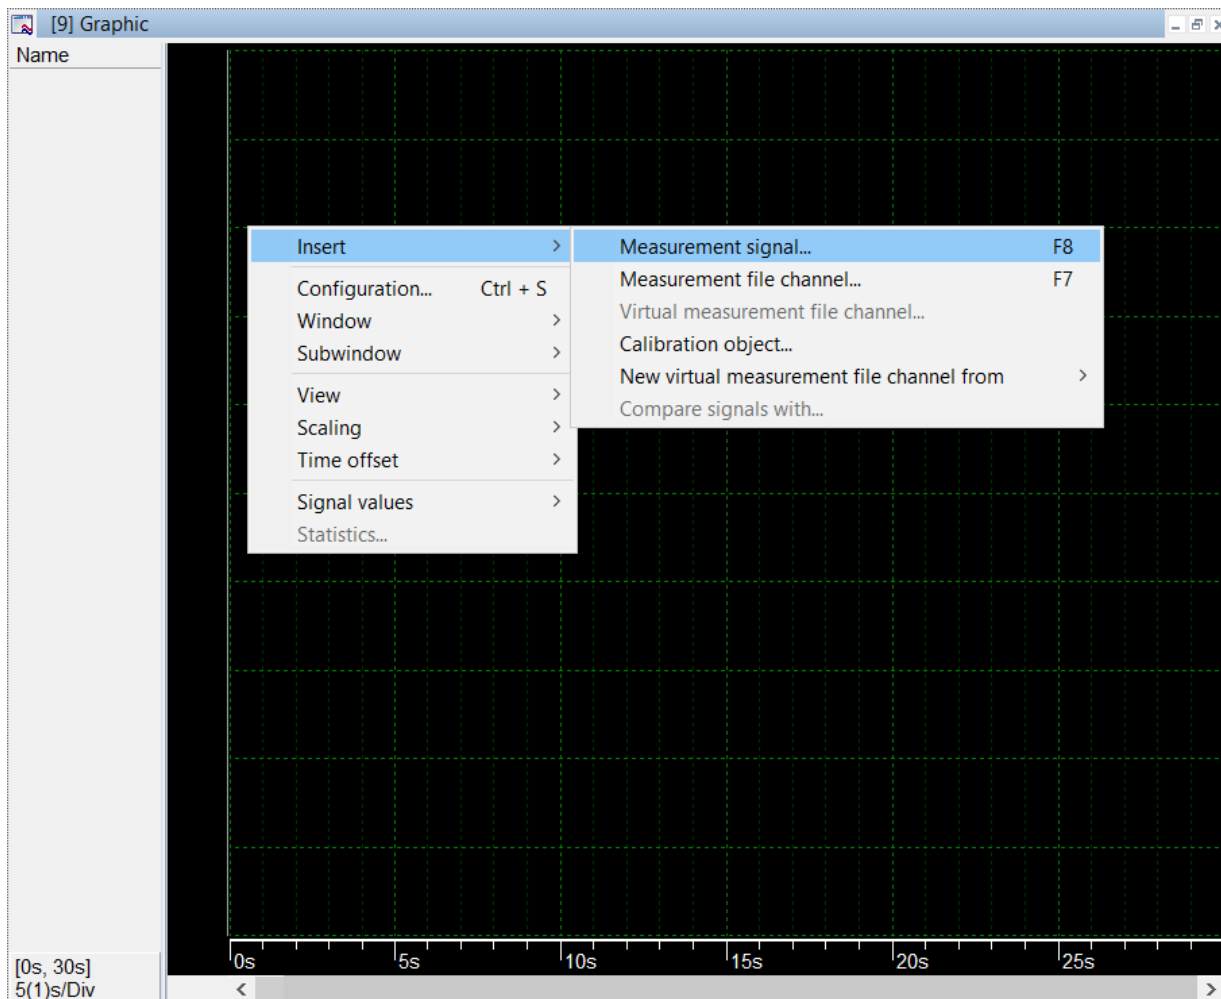 [9] Graphic
Name
Insert
Configuration... Ctrl + S
Window
Subwindow
View
Scaling
Time offset
Signal values
Statistics...
Measurement signal... F8
Measurement file channel... F7
Virtual measurement file channel...
Calibration object...
New virtual measurement file channel from
Compare signals with...
0s 5s 10s 15s 20s 25s
[0s, 30s]
5(1)s/Div